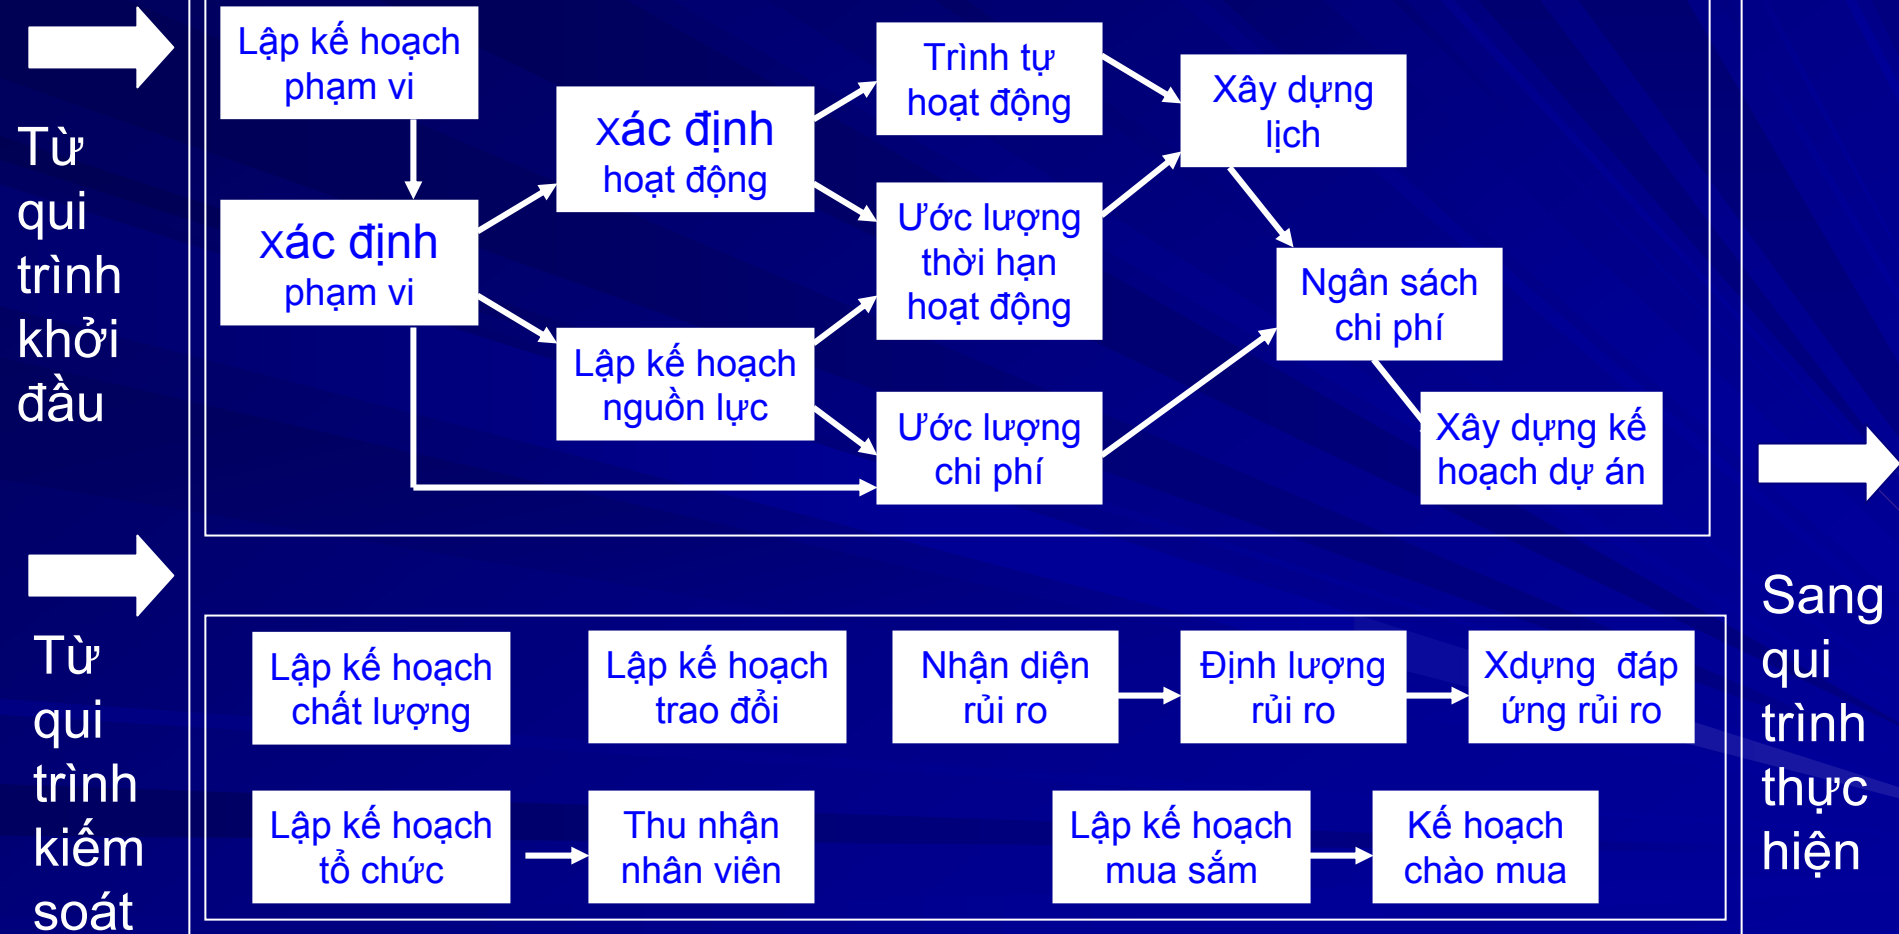 Từ
qui
trình
khởi
đầu
Lập kế hoạch
phạm vi
Xác định
phạm vi
Xác định
hoạt động
Lập kế hoạch
nguồn lực
Trình tự
hoạt động
Ước lượng
thời hạn
hoạt động
Ước lượng
chi phí
Xây dựng
lịch
Ngân sách
chi phí
Xây dựng kế
hoạch dự án
Từ
qui
trình
kiếm
soát
Lập kế hoạch
chất lượng
Lập kế hoạch
trao đổi
Nhận diện
rủi ro
Định lượng
rủi ro
Xdựng đáp
ứng rủi ro
Lập kế hoạch
tổ chức
Thu nhận
nhân viên
Lập kế hoạch
mua sắm
Kế hoạch
chào mua
Sang
qui
trình
thực
hiện